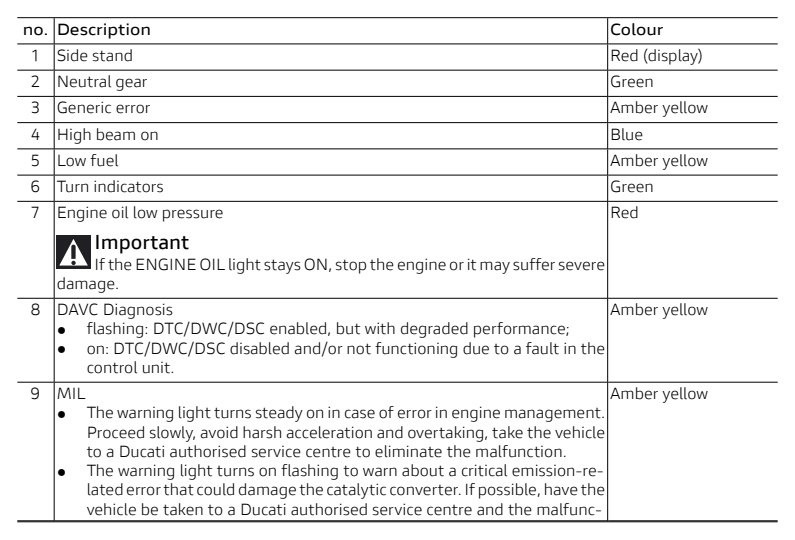 no. Description Colour
1 Side stand Red (display)
2 Neutral gear Green
3 Generic error Amber yellow
4 High beam on Blue
5 Low fuel Amber yellow
6 Turn indicators Green
7 Engine oil low pressure Red
Important
If the ENGINE OIL light stays ON, stop the engine or it may suffer severe
damage.
8 DAVC Diagnosis Amber yellow
● flashing: DTC/DWC/DSC enabled, but with degraded performance;
● on: DTC/DWC/DSC disabled and/or not functioning due to a fault in the
control unit.
9 MIL Amber yellow
● The warning light turns steady on in case of error in engine management.
Proceed slowly, avoid harsh acceleration and overtaking, take the vehicle
to a Ducati authorised service centre to eliminate the malfunction.
● The warning light turns on flashing to warn about a critical emission-re-
lated error that could damage the catalytic converter. If possible, have the
vehicle be taken to a Ducati authorised service centre and the malfunc-